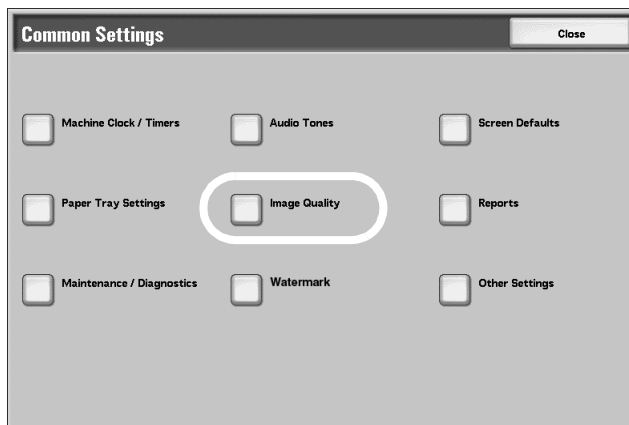 Common Settings
Close
Machine Clock / Timers
Audio Tones
Screen Defaults
Paper Tray Settings
Image Quality
Reports
Maintenance / Diagnostics
Watermark
Other Settings